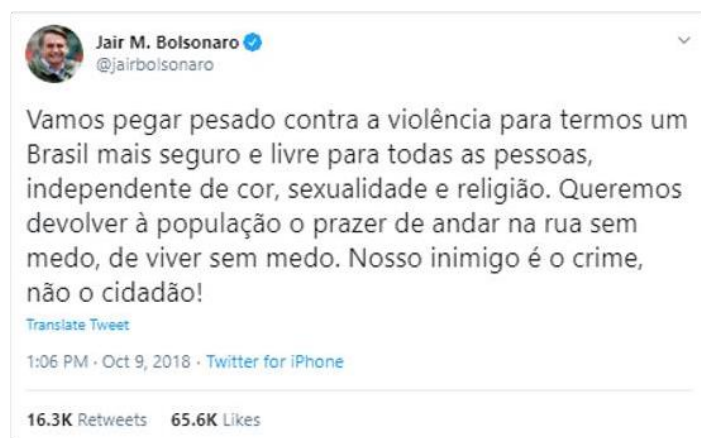 Jair M. Bolsonaro
@jairbolsonaro
Vamos pegar pesado contra a violência para termos um
Brasil mais seguro e livre para todas as pessoas,
independente de cor, sexualidade e religião. Queremos
devolver à população o prazer de andar na rua sem
medo, de viver sem medo. Nosso inimigo é o crime,
não o cidadão!
Translate Tweet
1:06 PM · Oct 9, 2018 · Twitter for iPhone
16.3K Retweets 65.6K Likes